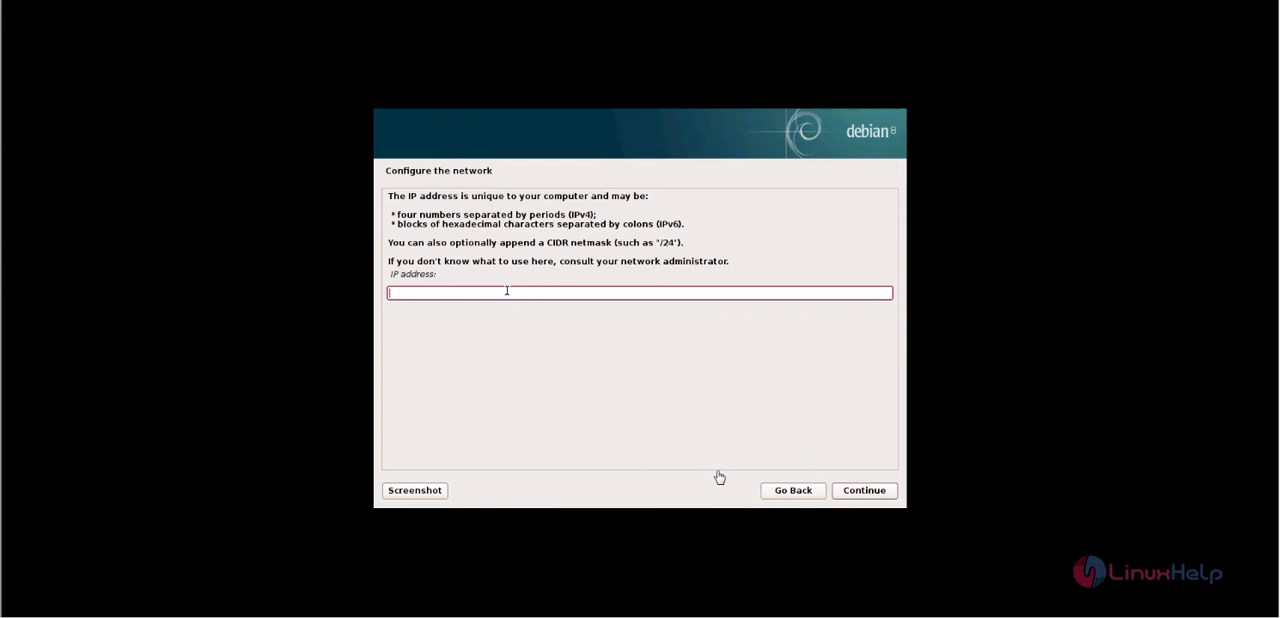 debian 8
Configure the network
The IP address is unique to your computer and may be:
* four numbers separated by periods (IPv4);
* blocks of hexadecimal characters separated by colons (IPv6).
You can also optionally append a CIDR netmask (such as "/24").
If you don't know what to use here, consult your network administrator.
IP address:
Screenshot
Go Back
Continue
LinuxHelp